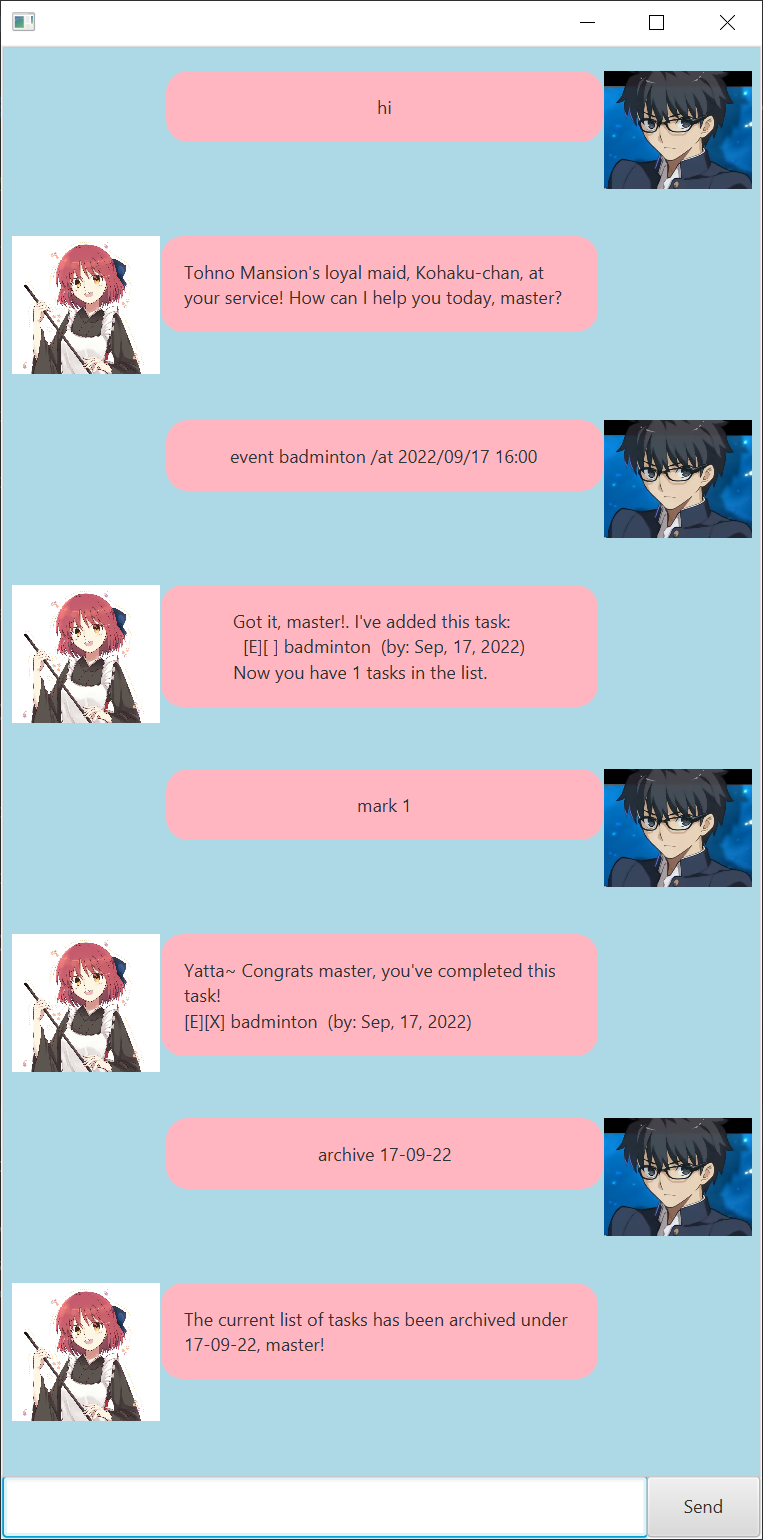 hi
Tohno Mansion's loyal maid, Kohaku-chan, at
your service! How can I help you today, master?
event badminton /at 2022/09/17 16:00
Got it, master!. I've added this task:
[E][ ] badminton  (by: Sep, 17, 2022)
Now you have 1 tasks in the list.
mark 1
Yatta~ Congrats master, you've completed this
task!
[E][X] badminton  (by: Sep, 17, 2022)
archive 17-09-22
The current list of tasks has been archived under
17-09-22, master!
Send